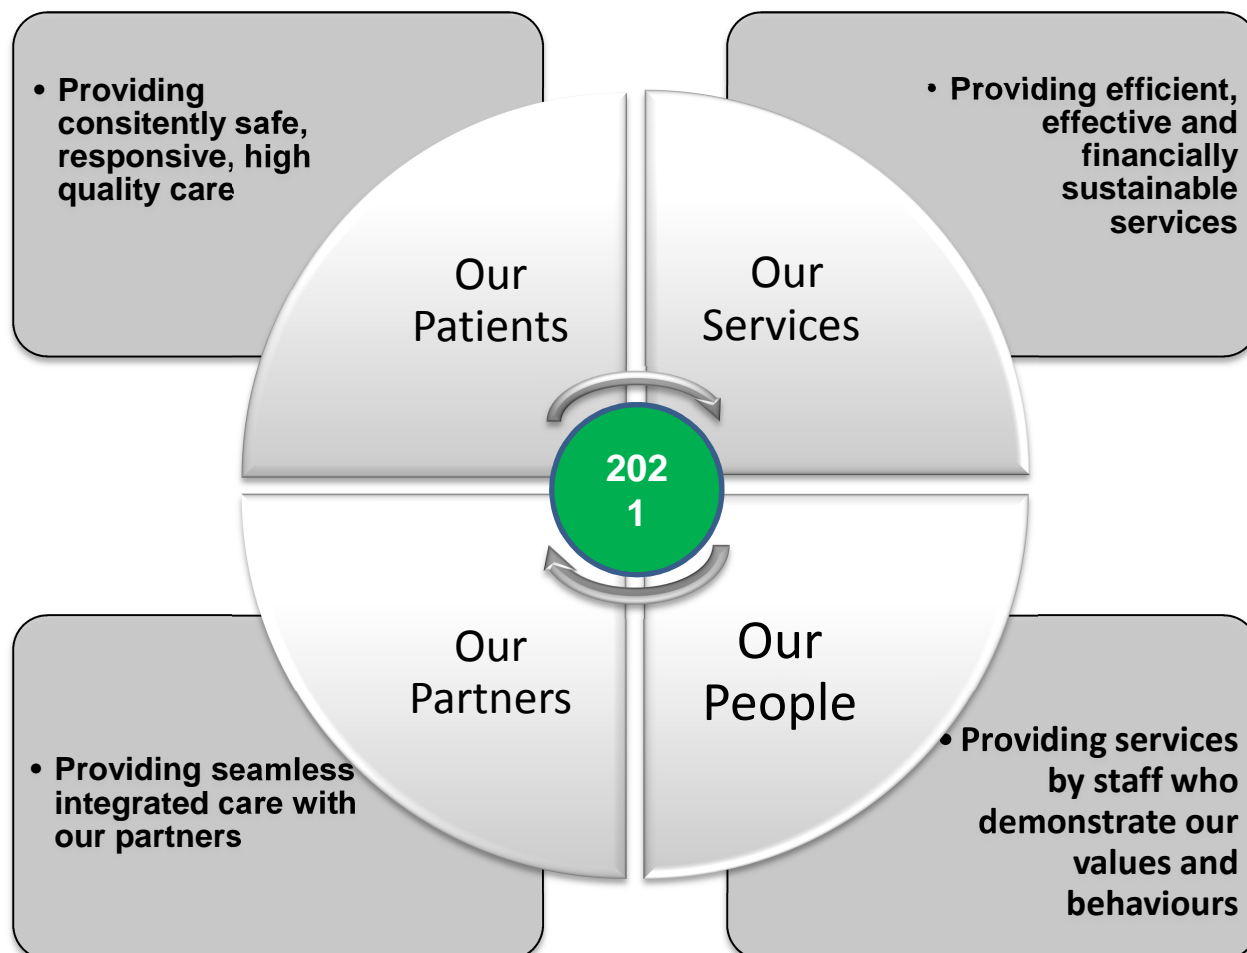 • Providing
consitently safe,
responsive, high
quality care
• Providing efficient,
effective and
financially
sustainable
services
Our
Patients
Our
Services
202
1
Our
Partners
Our
People
• Providing seamless
integrated care with
our partners
• Providing services
by staff who
demonstrate our
values and
behaviours